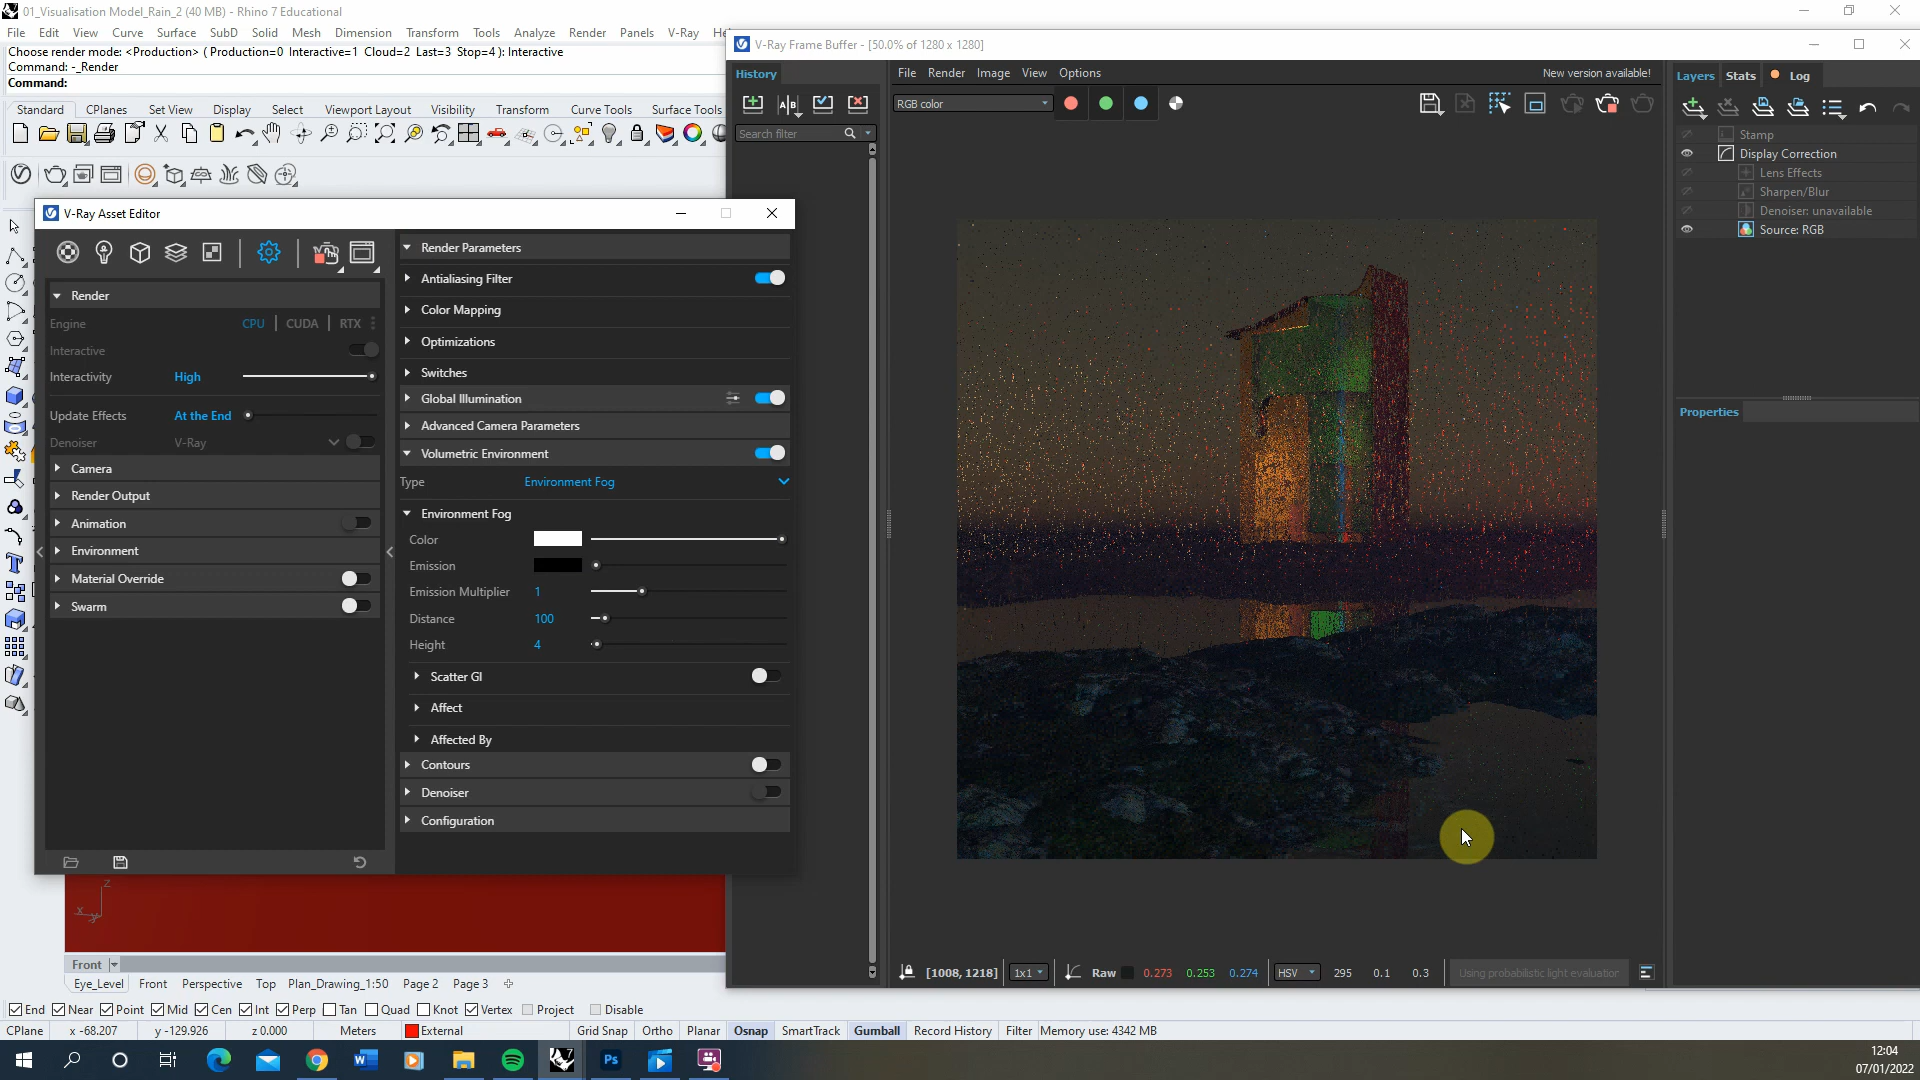 01_Visualisation Model_Rain_2 (40 MB) - Rhino 7 Educational
File Edit View Curve Surface SubD Solid Mesh Dimension Transform Tools Analyze Render Panels V-Ray
Choose render mode: <Production> ( Production=0 Interactive=1 Cloud=2 Last=3 Stop=4 ): Interactive
Command: -_Render
Command:
Standard CPlanes Set View Display Select Viewport Layout Visibility Transform Curve Tools Surface Tools
V-Ray Frame Buffer - [50.0% of 1280 x 1280]
History
File Render Image View Options
New version available!
RGB color
Search filter
Layers Stats Log
Stamp
Display Correction
Lens Effects
Sharpen/Blur
Denoiser: unavailable
Source: RGB
Properties
V-Ray Asset Editor
Render
Engine CPU CUDA RTX
Interactive
Interactivity High
Update Effects At the End
Denoiser V-Ray
Camera
Render Output
Animation
Environment
Material Override
Swarm
Render Parameters
Antialiasing Filter
Color Mapping
Optimizations
Switches
Global Illumination
Advanced Camera Parameters
Volumetric Environment
Type Environment Fog
Environment Fog
Color
Emission
Emission Multiplier 1
Distance 100
Height 4
Scatter GI
Affect
Affected By
Contours
Denoiser
Configuration
[1008, 1218] 1x1 Raw 0.273 0.253 0.274 HSV 295 0.1 0.3 Using probabilistic light evaluation
z
x
y
Front
Eye_Level Front Perspective Top Plan_Drawing_1:50 Page 2 Page 3
End Near Point Mid Cen Int Perp Tan Quad Knot Vertex Project Disable
CPlane x -68.207 y -129.926 z 0.000 Meters External Grid Snap Ortho Planar Osnap SmartTrack Gumball Record History Filter Memory use: 4342 MB
12:04
07/01/2022